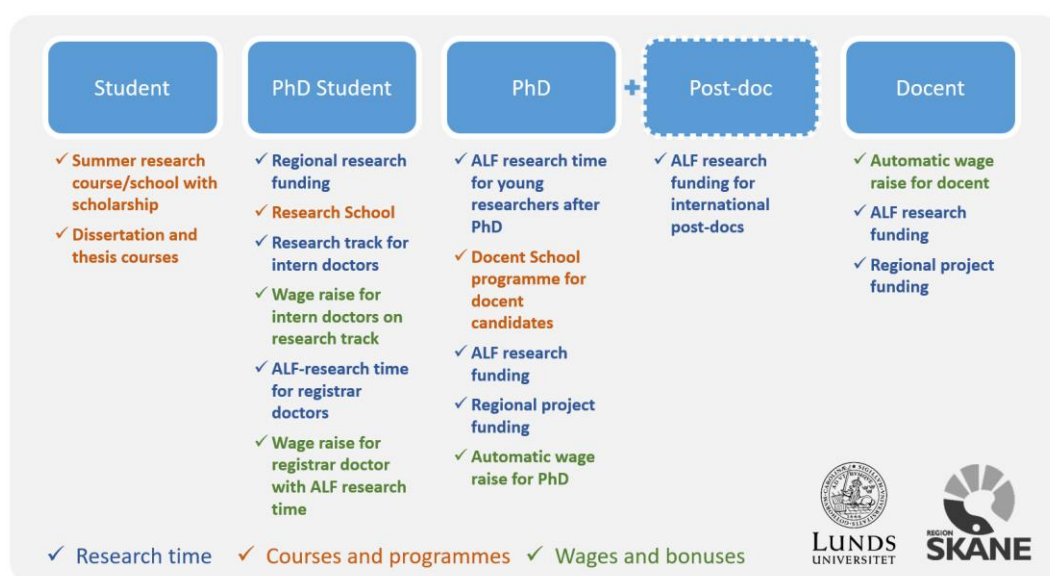 Student
PhD Student
PhD
+
Post-doc
Docent
✓ Summer research
course/school with
scholarship
✓ Dissertation and
thesis courses
✓ Regional research
funding
✓ Research School
✓ Research track for
intern doctors
✓ Wage raise for
intern doctors on
research track
✓ ALF-research time
for registrar
doctors
✓ Wage raise for
registrar doctor
with ALF research
time
✓ ALF research time
for young
researchers after
PhD
✓ Docent School
programme for
docent
candidates
✓ ALF research
funding
✓ Regional project
funding
✓ Automatic wage
raise for PhD
✓ ALF research
funding for
international
post-docs
✓ Automatic wage
raise for docent
✓ ALF research
funding
✓ Regional project
funding
✓ Research time
✓ Courses and programmes
✓ Wages and bonuses
LUNDS
UNIVERSITET
REGION
SKÅNE